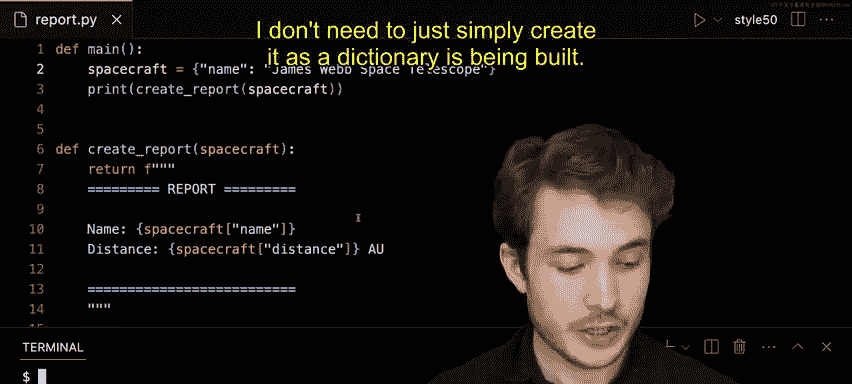 report.py
style50
I don't need to just simply create
it as a dictionary is being built.
1 def main():
2 spacecraft = {"name": "James Webb Space Telescope"}
3 print(create_report(spacecraft))
4
5
6 def create_report(spacecraft):
7 return f"""
8 ========= REPORT =========
9
10 Name: {spacecraft["name"]}
11 Distance: {spacecraft["distance"]} AU
12
13 ==========================
14 """
TERMINAL
$